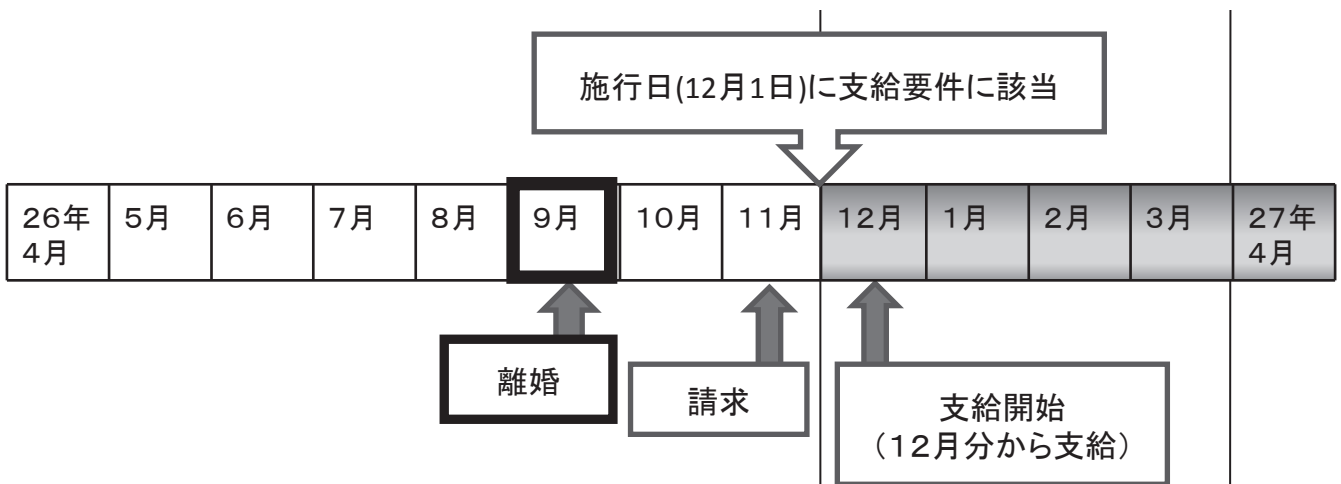 施行日(12月1日)に支給要件に該当
26年
4月
5月
6月
7月
8月
9月
10月
11月
12月
1月
2月
3月
27年
4月
離婚
請求
支給開始
（12月分から支給）